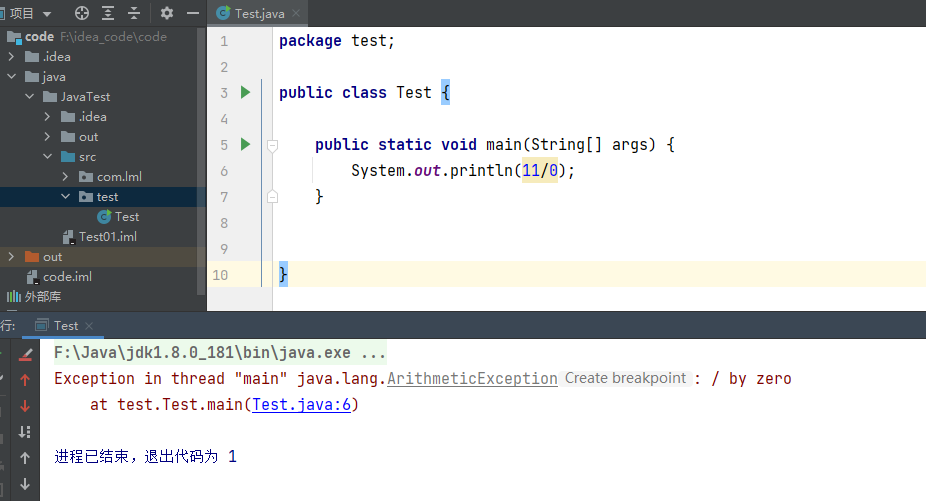 项目
Test.java
code F:\idea_code\code
.idea
java
JavaTest
.idea
out
src
com.lml
test
Test
Test01.iml
out
code.iml
外部库
1 package test;
2
3 public class Test {
4
5 public static void main(String[] args) {
6 System.out.println(11/0);
7 }
8
9
10 }
行: Test
F:\Java\jdk1.8.0_181\bin\java.exe ...
Exception in thread "main" java.lang.ArithmeticException Create breakpoint : / by zero
at test.Test.main(Test.java:6)
进程已结束，退出代码为 1